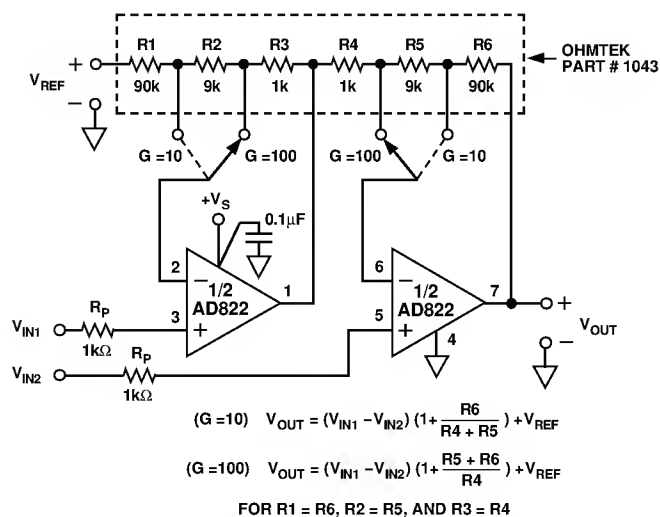 R1 R2 R3 R4 R5 R6
OHMTEK
PART # 1043
+
V_REF
−
90k 9k 1k 1k 9k 90k
G =10 G =100 G =100 G =10
+V_S
0.1µF
2 − 6 −
1/2 1/2
AD822 1 AD822 7
R_P
V_IN1 3 + 5 + 4
1kΩ
R_P
V_IN2
1kΩ
+
V_OUT
−
(G =10) V_OUT = (V_IN1 − V_IN2) (1+ R6 / R4 + R5 ) + V_REF
(G =100) V_OUT = (V_IN1 − V_IN2) (1+ R5 + R6 / R4 ) + V_REF
FOR R1 = R6, R2 = R5, AND R3 = R4